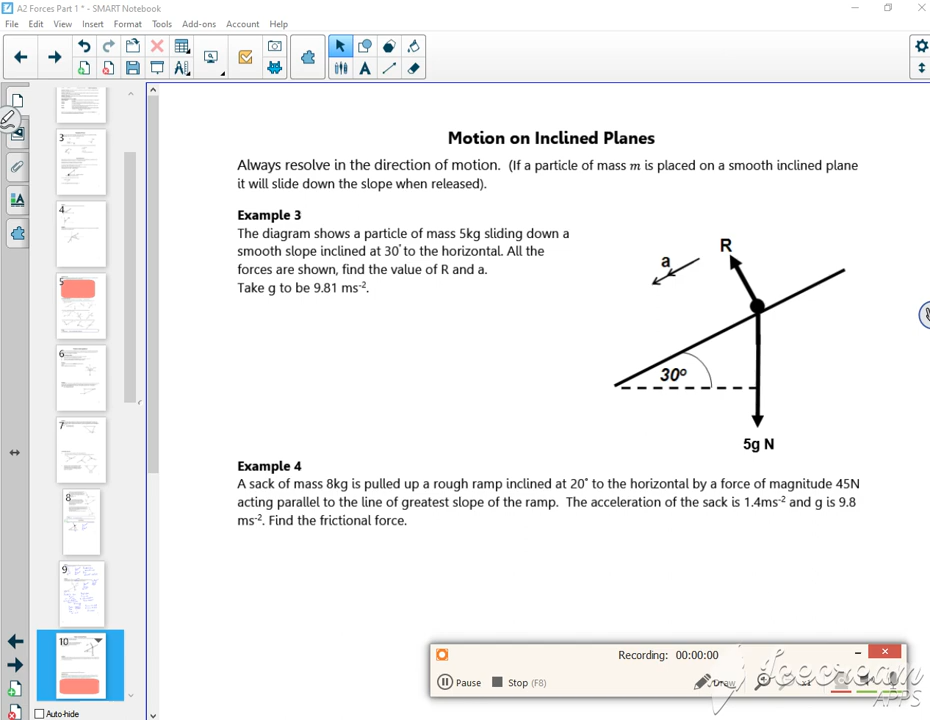 A2 Forces Part 1 * - SMART Notebook
File Edit View Insert Format Tools Add-ons Account Help
Motion on Inclined Planes
Always resolve in the direction of motion. (If a particle of mass m is placed on a smooth inclined plane
it will slide down the slope when released).
Example 3
The diagram shows a particle of mass 5kg sliding down a
smooth slope inclined at 30° to the horizontal. All the
forces are shown, find the value of R and a.
Take g to be 9.81 ms⁻².
R
a
30º
5g N
Example 4
A sack of mass 8kg is pulled up a rough ramp inclined at 20° to the horizontal by a force of magnitude 45N
acting parallel to the line of greatest slope of the ramp. The acceleration of the sack is 1.4ms⁻² and g is 9.8
ms⁻². Find the frictional force.
3
4
5
6
7
8
9
10
Auto-hide
Recording: 00:00:00
Pause Stop (F8) Draw
Icecream
APPS